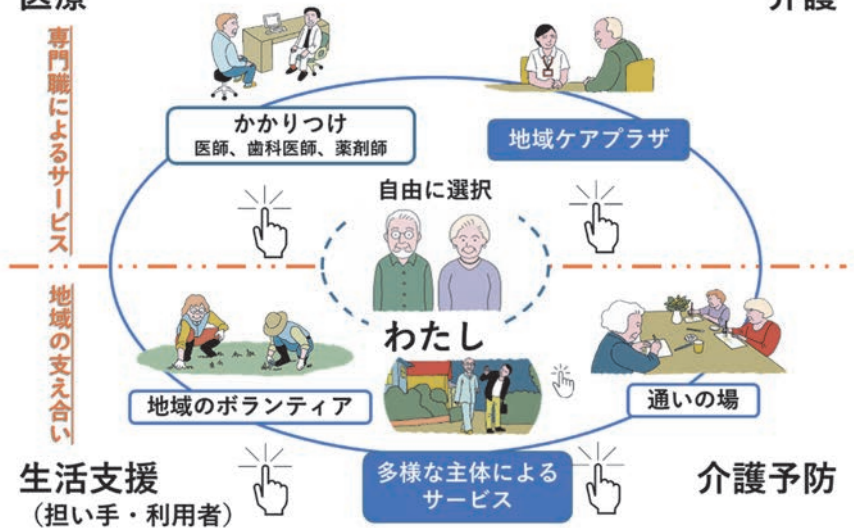 医療
介護
専門職によるサービス
かかりつけ
医師、歯科医師、薬剤師
地域ケアプラザ
自由に選択
わたし
地域の支え合い
地域のボランティア
通いの場
生活支援
（担い手・利用者）
多様な主体による
サービス
介護予防